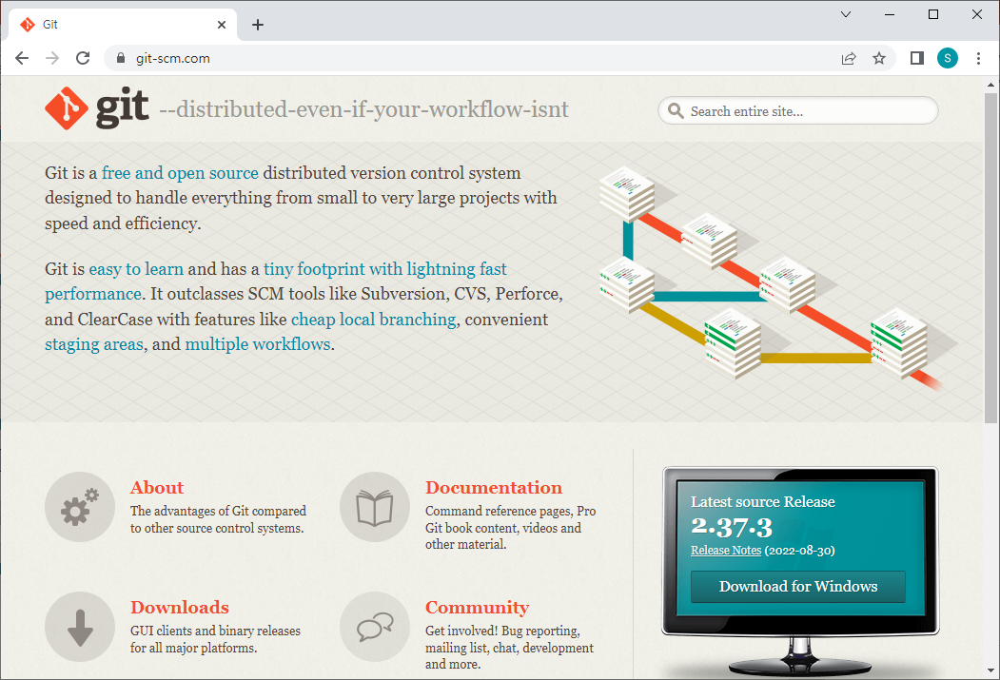 Git
git-scm.com
S
git --distributed-even-if-your-workflow-isnt
Search entire site...
Git is a free and open source distributed version control system
designed to handle everything from small to very large projects with
speed and efficiency.
Git is easy to learn and has a tiny footprint with lightning fast
performance. It outclasses SCM tools like Subversion, CVS, Perforce,
and ClearCase with features like cheap local branching, convenient
staging areas, and multiple workflows.
About
The advantages of Git compared
to other source control systems.
Documentation
Command reference pages, Pro
Git book content, videos and
other material.
Downloads
GUI clients and binary releases
for all major platforms.
Community
Get involved! Bug reporting,
mailing list, chat, development
and more.
Latest source Release
2.37.3
Release Notes (2022-08-30)
Download for Windows